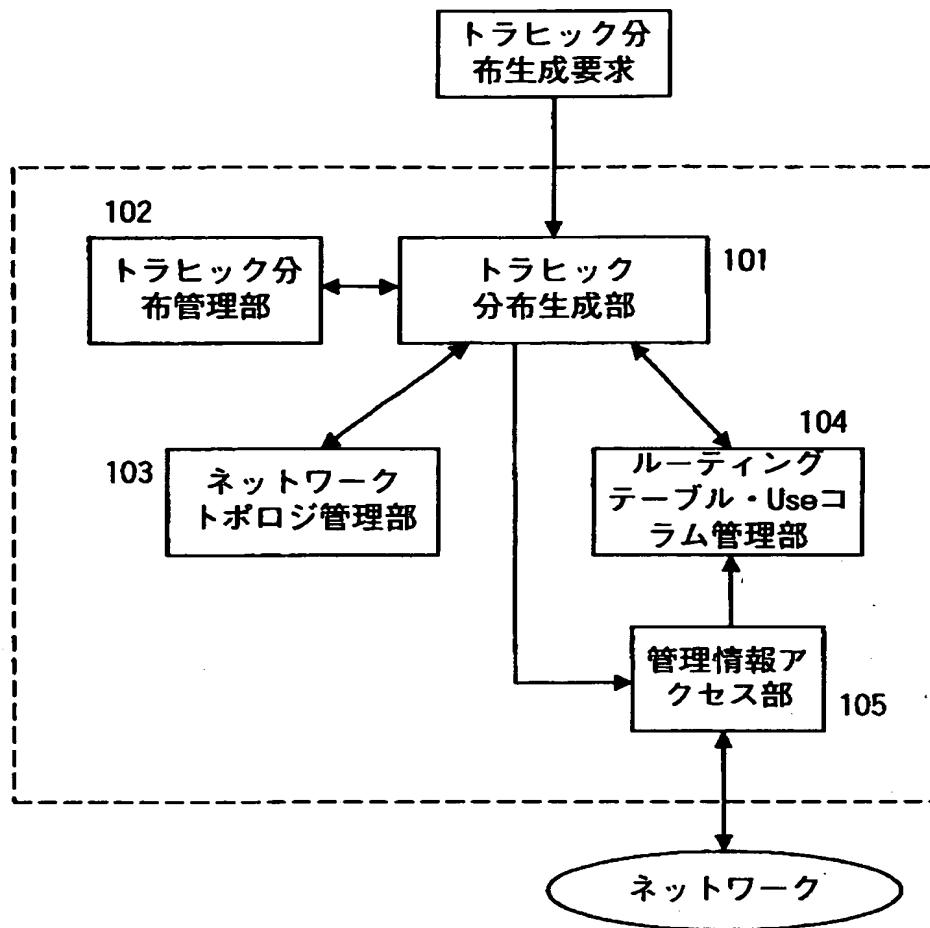 トラヒック分
布生成要求
102
トラヒック分
布管理部
トラヒック
分布生成部
101
103
ネットワーク
トポロジ管理部
104
ルーティング
テーブル・Useコ
ラム管理部
管理情報ア
クセス部
105
ネットワーク